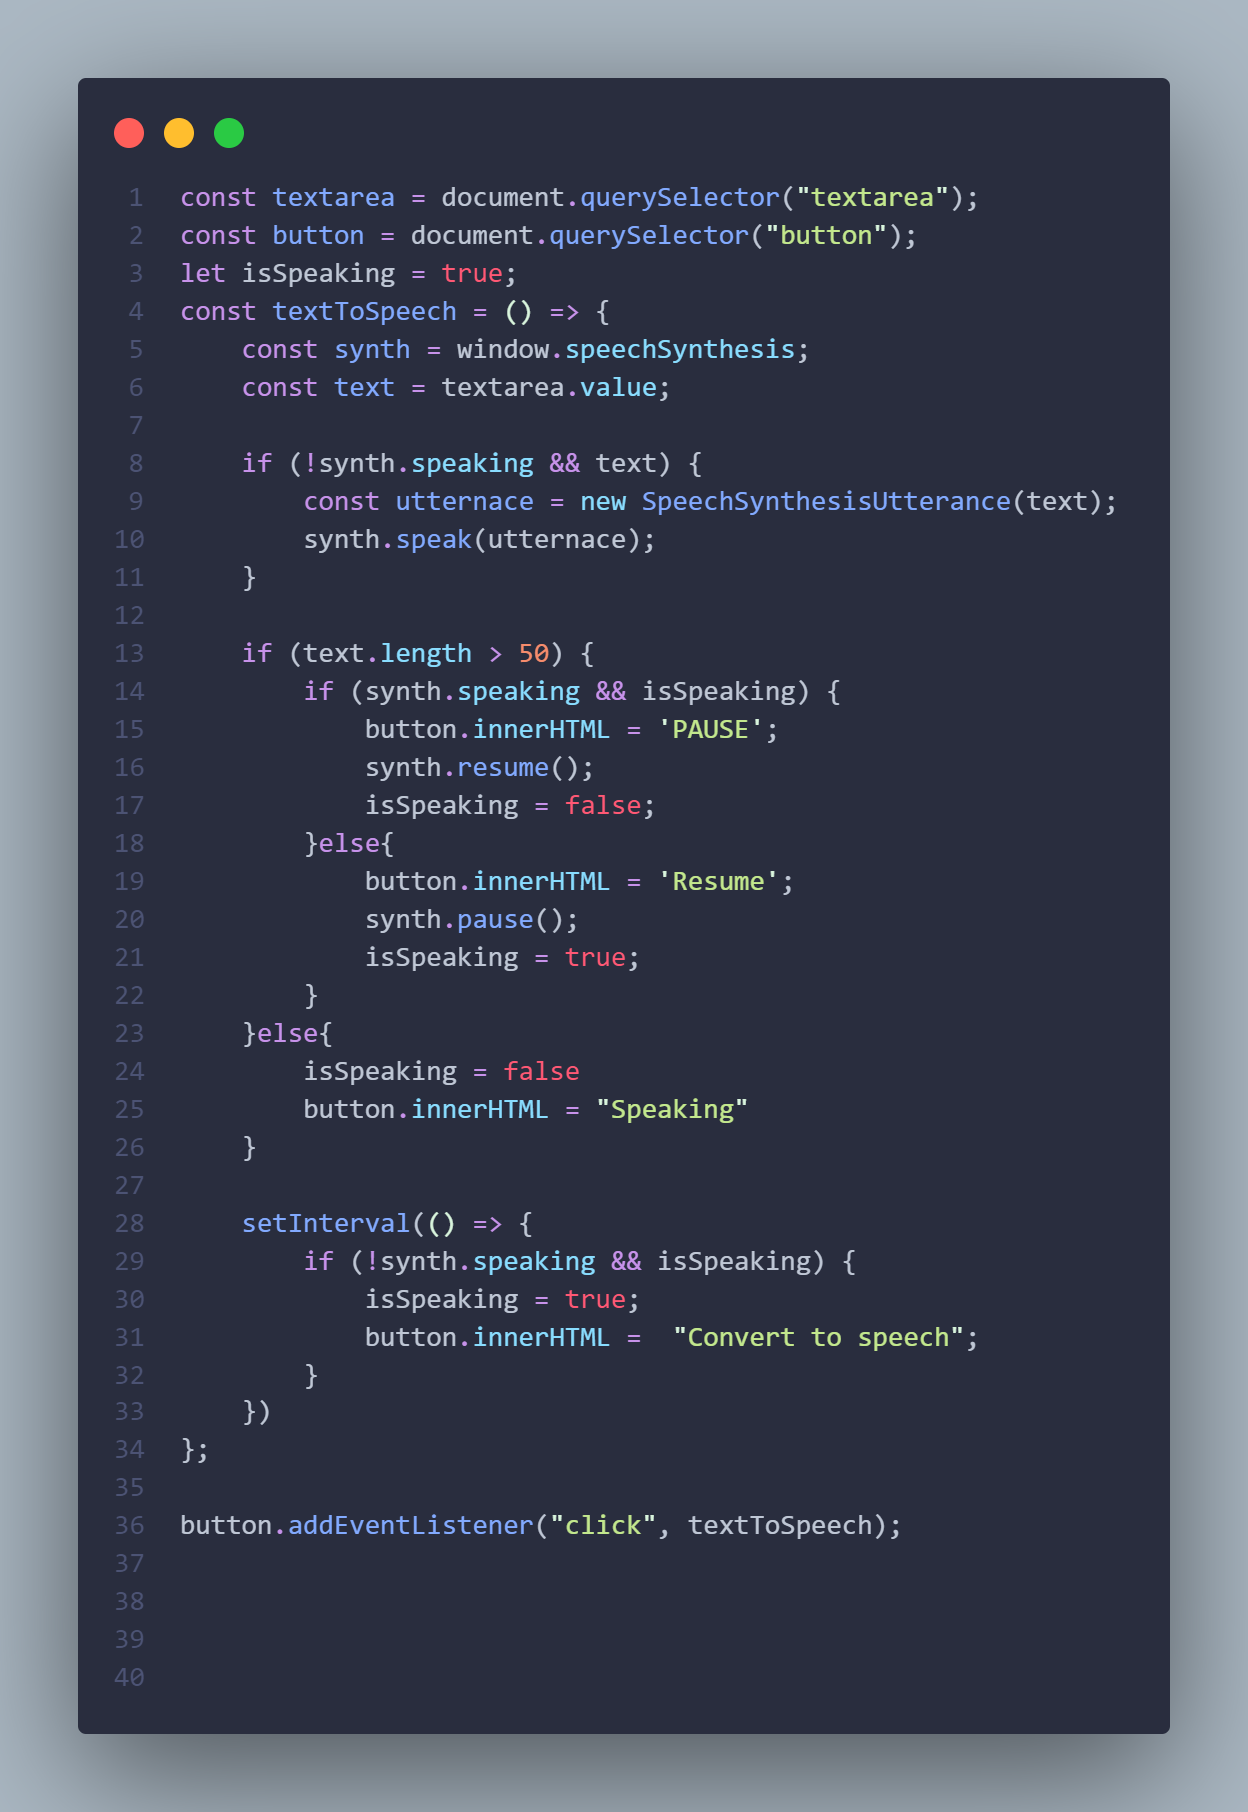 1 const textarea = document.querySelector("textarea");
2 const button = document.querySelector("button");
3 let isSpeaking = true;
4 const textToSpeech = () => {
5     const synth = window.speechSynthesis;
6     const text = textarea.value;
7
8     if (!synth.speaking && text) {
9         const utternace = new SpeechSynthesisUtterance(text);
10         synth.speak(utternace);
11     }
12
13     if (text.length > 50) {
14         if (synth.speaking && isSpeaking) {
15             button.innerHTML = 'PAUSE';
16             synth.resume();
17             isSpeaking = false;
18         }else{
19             button.innerHTML = 'Resume';
20             synth.pause();
21             isSpeaking = true;
22         }
23     }else{
24         isSpeaking = false
25         button.innerHTML = "Speaking"
26     }
27
28     setInterval(() => {
29         if (!synth.speaking && isSpeaking) {
30             isSpeaking = true;
31             button.innerHTML =  "Convert to speech";
32         }
33     })
34 };
35
36 button.addEventListener("click", textToSpeech);
37
38
39
40